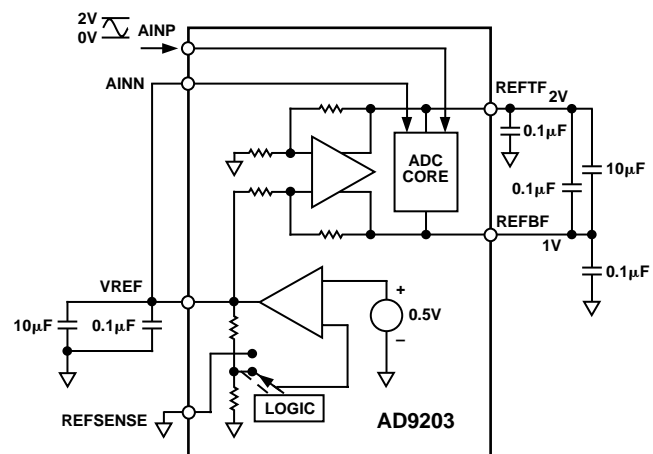 2V
0V
AINP
AINN
REFTF
2V
0.1μF
ADC
CORE
10μF
0.1μF
REFBF
1V
VREF
0.1μF
+
0.5V
–
10μF
0.1μF
LOGIC
REFSENSE
AD9203